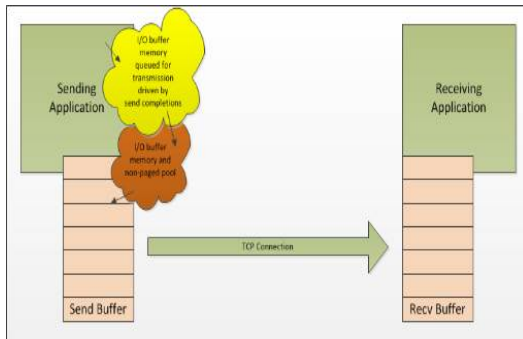 Sending
Application
I/O buffer
memory
queued for
transmission
driven by
send completions
I/O buffer
memory and
non-paged pool
Receiving
Application
TCP Connection
Send Buffer
Recv Buffer